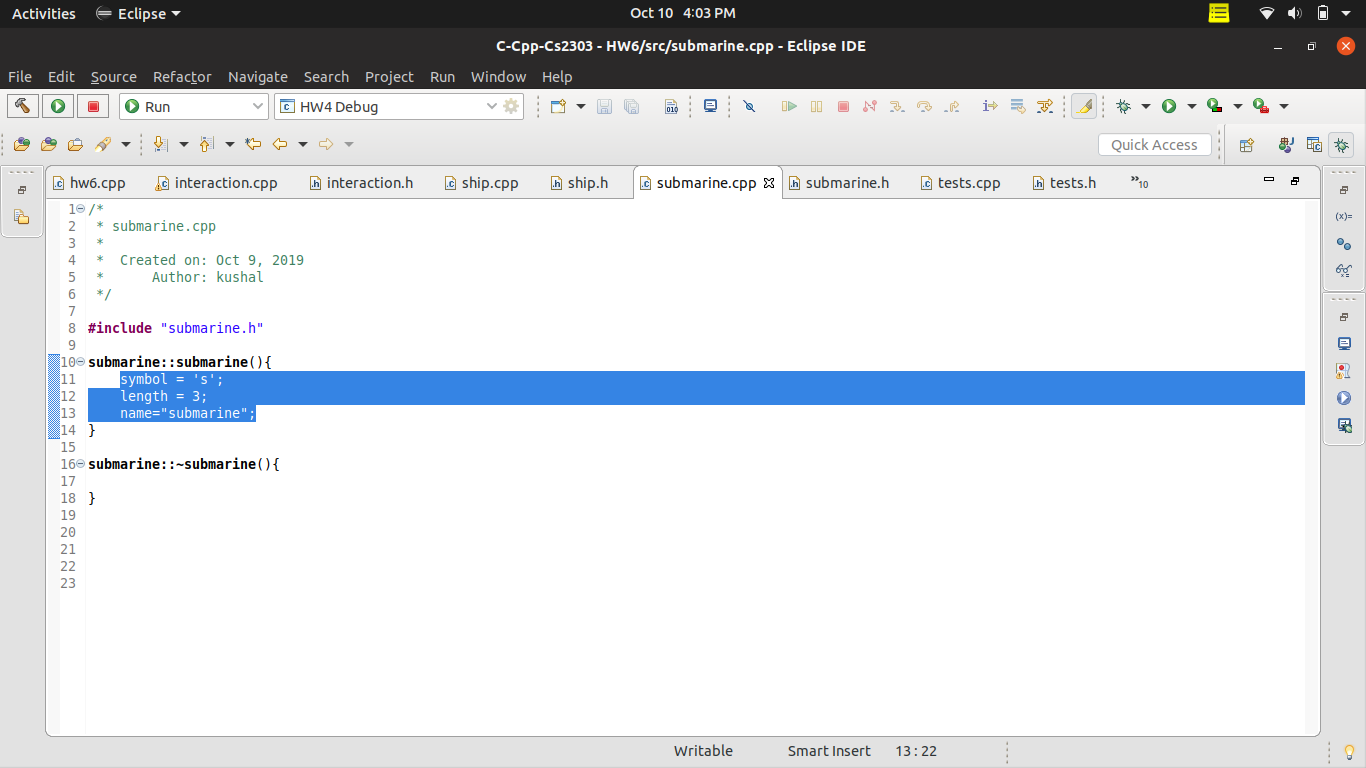 Activities Eclipse Oct 10 4:03 PM
C-Cpp-Cs2303 - HW6/src/submarine.cpp - Eclipse IDE
File Edit Source Refactor Navigate Search Project Run Window Help
Run HW4 Debug
Quick Access
hw6.cpp interaction.cpp interaction.h ship.cpp ship.h submarine.cpp submarine.h tests.cpp tests.h »10
1 /*
2  * submarine.cpp
3  *
4  *  Created on: Oct 9, 2019
5  *      Author: kushal
6  */
7
8 #include "submarine.h"
9
10 submarine::submarine(){
11     symbol = 's';
12     length = 3;
13     name="submarine";
14 }
15
16 submarine::~submarine(){
17
18 }
19
20
21
22
23
Writable Smart Insert 13 : 22